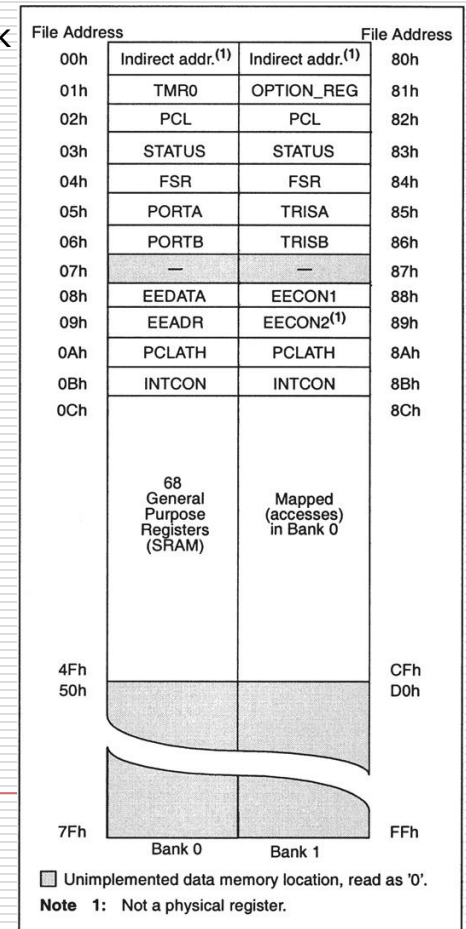 k
File Address
File Address
00h Indirect addr.(1) Indirect addr.(1) 80h
01h TMR0 OPTION_REG 81h
02h PCL PCL 82h
03h STATUS STATUS 83h
04h FSR FSR 84h
05h PORTA TRISA 85h
06h PORTB TRISB 86h
07h — — 87h
08h EEDATA EECON1 88h
09h EEADR EECON2(1) 89h
0Ah PCLATH PCLATH 8Ah
0Bh INTCON INTCON 8Bh
0Ch 8Ch
68
General
Purpose
Registers
(SRAM)
Mapped
(accesses)
in Bank 0
4Fh CFh
50h D0h
7Fh FFh
Bank 0 Bank 1
Unimplemented data memory location, read as '0'.
Note 1: Not a physical register.